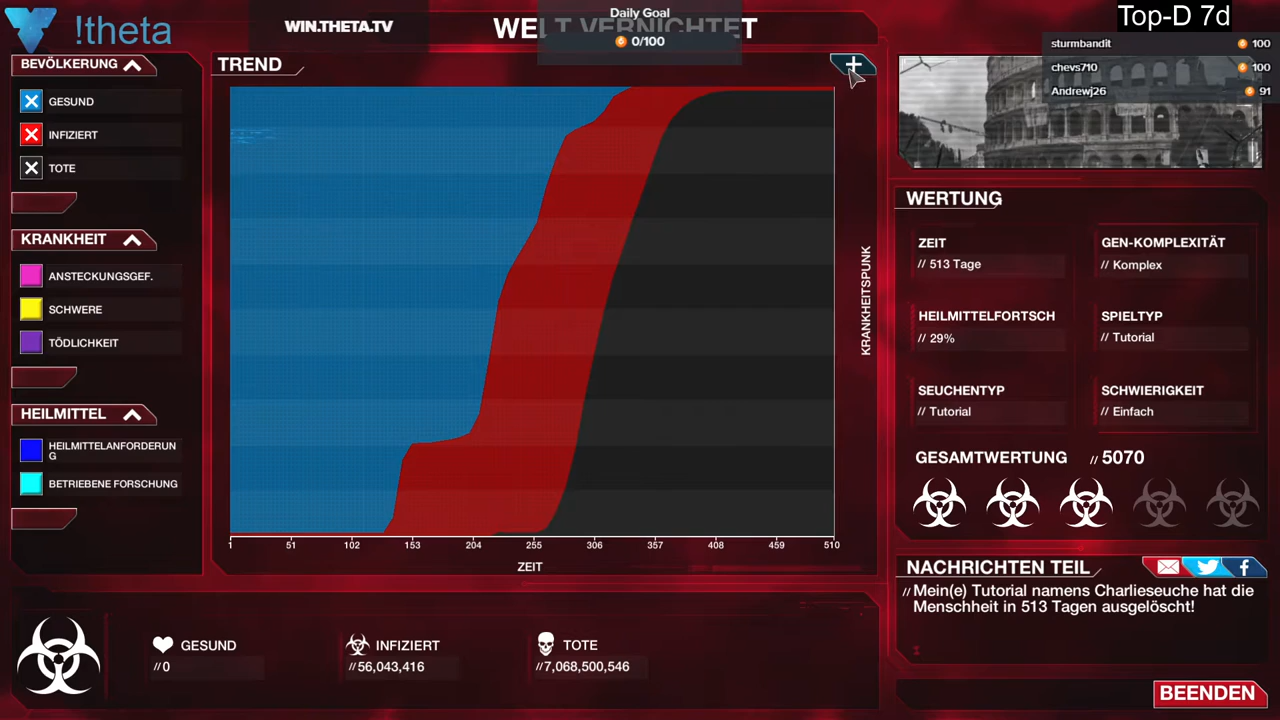 !theta
WIN.THETA.TV
WELT VERNICHTET
Daily Goal
0/100
Top-D 7d
sturmbandit 100
chevs710 100
Andrewj26 91
BEVÖLKERUNG
GESUND
INFIZIERT
TOTE
KRANKHEIT
ANSTECKUNGSGEF.
SCHWERE
TÖDLICHKEIT
HEILMITTEL
HEILMITTELANFORDERUN
G
BETRIEBENE FORSCHUNG
TREND
KRANKHEITSPUNK
1 51 102 153 204 255 306 357 408 459 510
ZEIT
WERTUNG
ZEIT
// 513 Tage
GEN-KOMPLEXITÄT
// Komplex
HEILMITTELFORTSCH
// 29%
SPIELTYP
// Tutorial
SEUCHENTYP
// Tutorial
SCHWIERIGKEIT
// Einfach
GESAMTWERTUNG // 5070
NACHRICHTEN TEIL
// Mein(e) Tutorial namens Charlieseuche hat die
Menschheit in 513 Tagen ausgelöscht!
GESUND
// 0
INFIZIERT
// 56,043,416
TOTE
// 7,068,500,546
BEENDEN